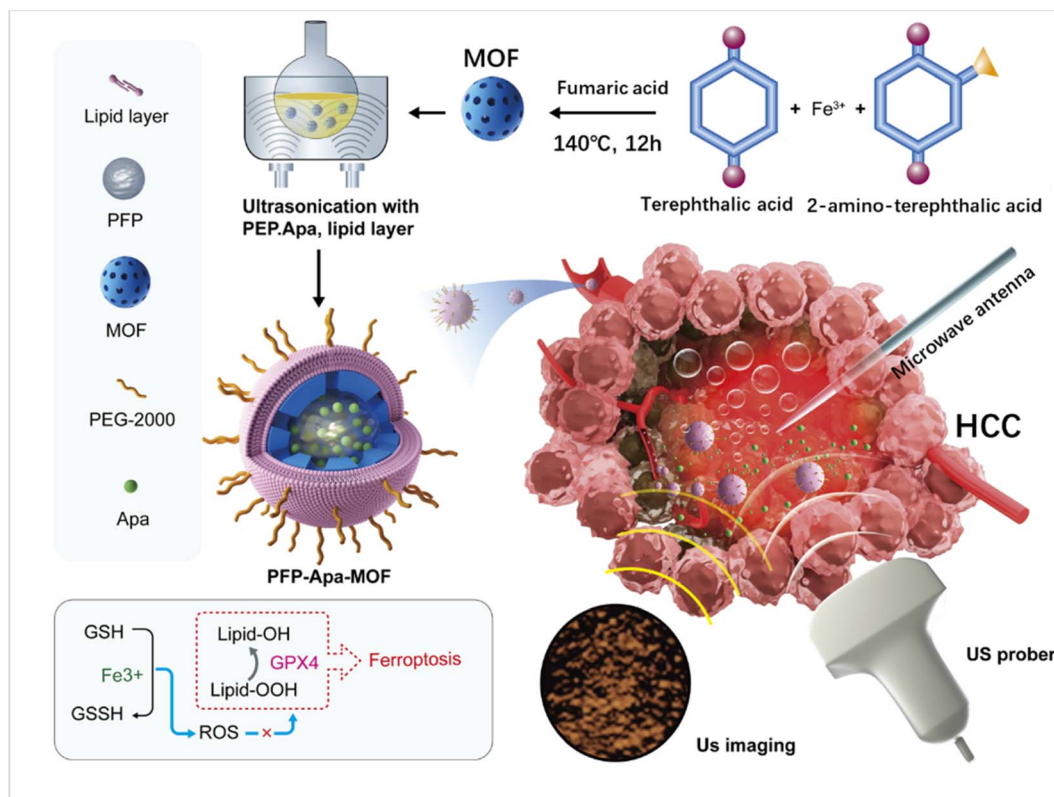 Lipid layer
PFP
MOF
PEG-2000
Apa
Ultrasonication with
PEP.Apa, lipid layer
MOF
Fumaric acid
140℃, 12h
+ Fe³⁺ +
Terephthalic acid
2-amino-terephthalic acid
PFP-Apa-MOF
Microwave antenna
HCC
US prober
Us imaging
GSH
Fe3+
GSSH
ROS
×
Lipid-OH
GPX4
Lipid-OOH
Ferroptosis